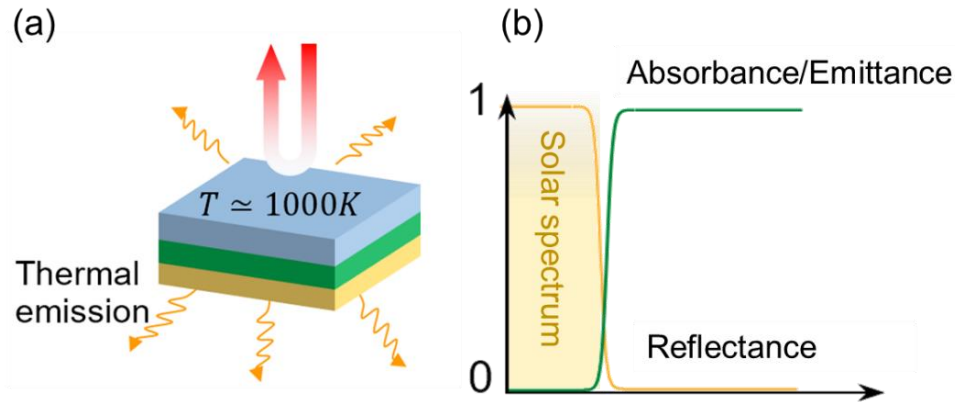 (a)
T ≃ 1000K
Thermal
emission
(b)
Absorbance/Emittance
1
Solar spectrum
Reflectance
0